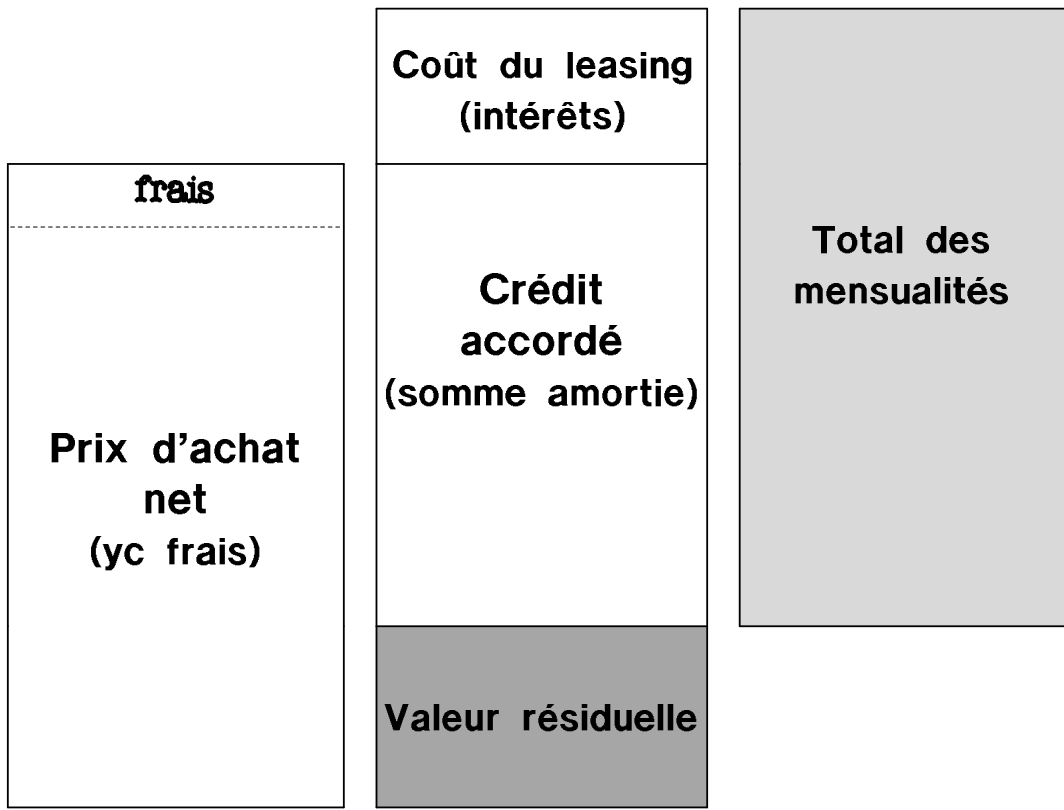 frais
Prix d'achat
net
(yc frais)
Coût du leasing
(intérêts)
Crédit
accordé
(somme amortie)
Valeur résiduelle
Total des
mensualités